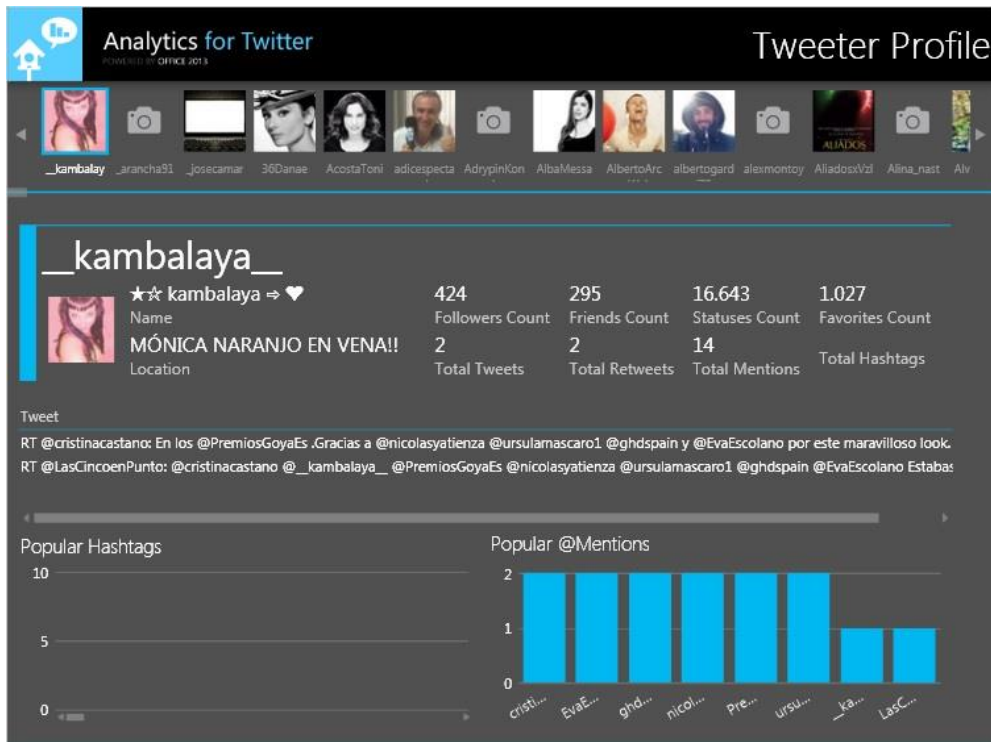 Analytics for Twitter
POWERED BY OFFICE 2013
Tweeter Profile
ALIADOS
__kambalay _arancha91 _josecamar 36Danae AcostaToni adicespecta AdrypinKon AlbaMessa AlbertoArc albertogard alexmontoy AliadosxVzl Alina_nast Alv
__kambalaya__
★☆ kambalaya ⇨ ♥ 424 295 16.643 1.027
Name Followers Count Friends Count Statuses Count Favorites Count
MÓNICA NARANJO EN VENA!! 2 2 14
Location Total Tweets Total Retweets Total Mentions Total Hashtags
Tweet
RT @cristinacastano: En los @PremiosGoyaEs .Gracias a @nicolasyatienza @ursulamascaro1 @ghdspain y @EvaEscolano por este maravilloso look.
RT @LasCincoenPunto: @cristinacastano @__kambalaya__ @PremiosGoyaEs @nicolasyatienza @ursulamascaro1 @ghdspain @EvaEscolano Estabas
Popular Hashtags
10
5
0
Popular @Mentions
2
1
0
cristi... EvaE... ghd... nicol... Pre... ursu... __ka... LasC...